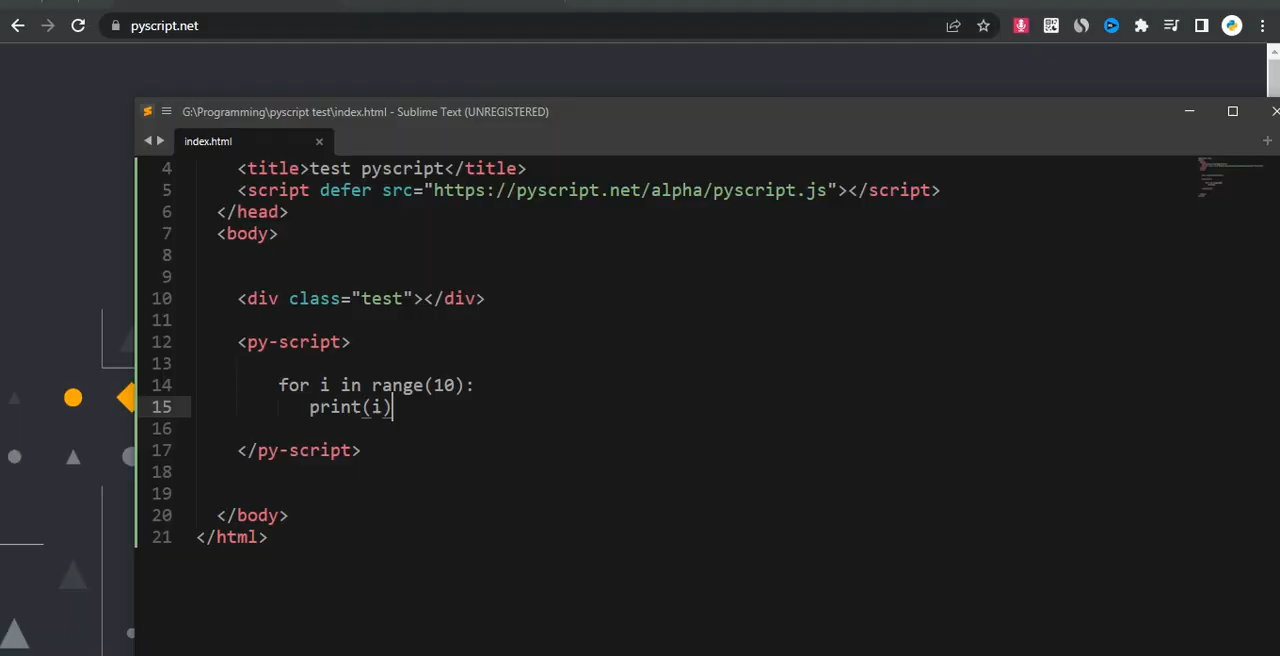 pyscript.net
G:\Programming\pyscript test\index.html - Sublime Text (UNREGISTERED)
index.html
4 <title>test pyscript</title>
5 <script defer src="https://pyscript.net/alpha/pyscript.js"></script>
6 </head>
7 <body>
8
9
10 <div class="test"></div>
11
12 <py-script>
13
14 for i in range(10):
15 print(i)
16
17 </py-script>
18
19
20 </body>
21 </html>